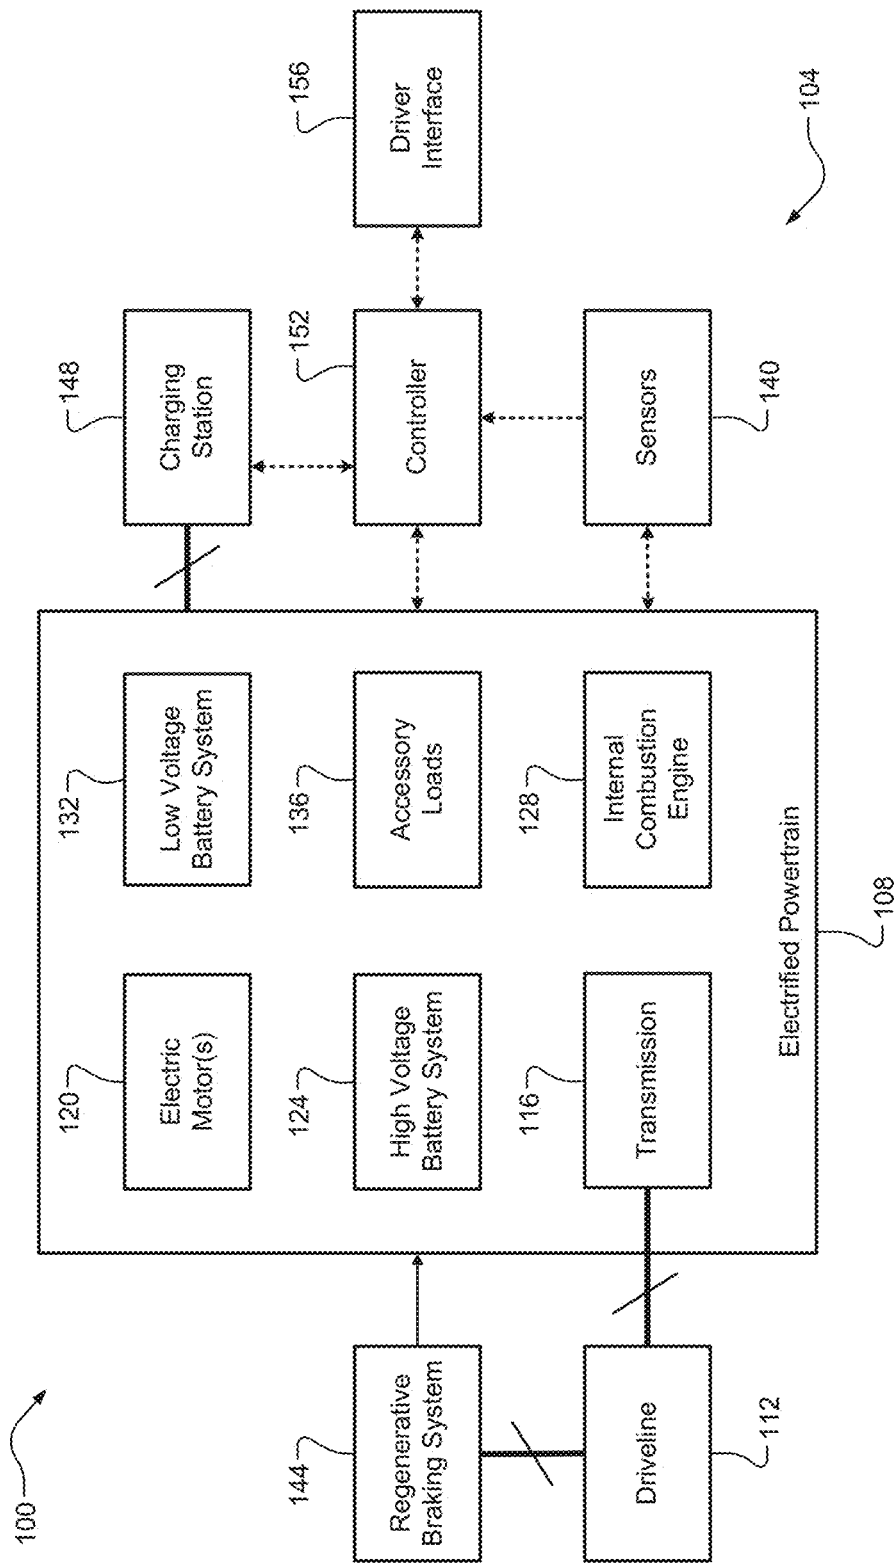 100
144
Regenerative
Braking System
Driveline
112
120
Electric
Motor(s)
124
High Voltage
Battery System
116
Transmission
132
Low Voltage
Battery System
136
Accessory
Loads
128
Internal
Combustion
Engine
Electrified Powertrain
108
148
Charging
Station
152
Controller
Sensors
140
156
Driver
Interface
104